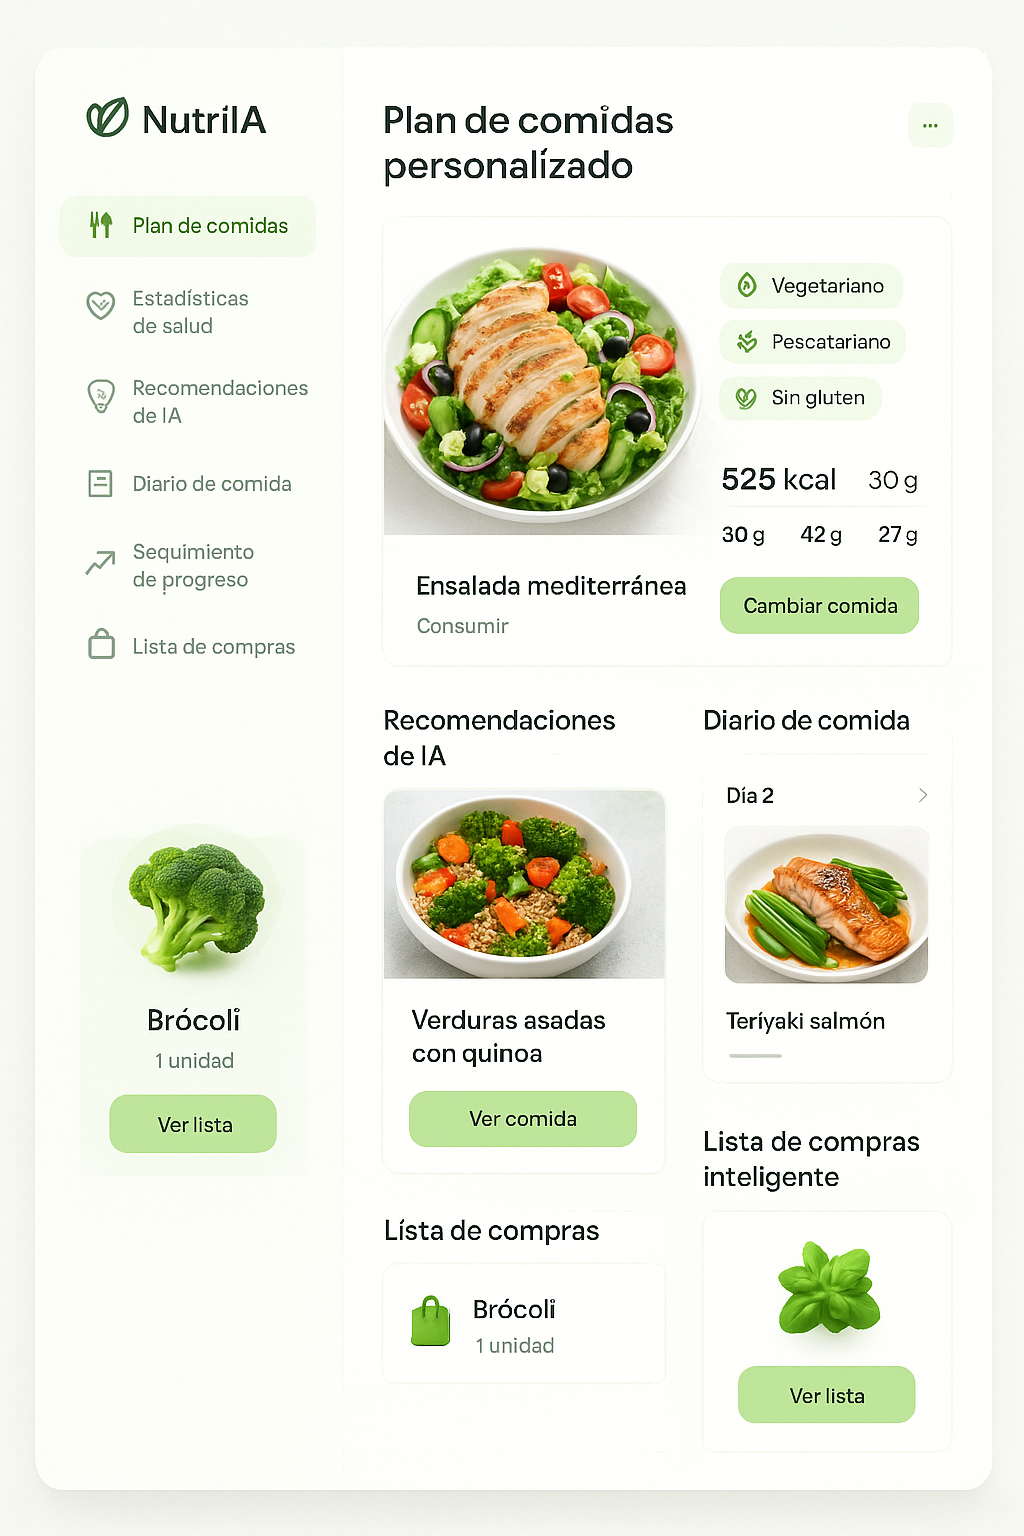 NutriIA
Plan de comidas
Estadísticas
de salud
Recomendaciones
de IA
Diario de comida
Sequimiento
de progreso
Lista de compras
Brócoli
1 unidad
Ver lista
Plan de comidas
personalízado
...
Vegetariano
Pescatariano
Sin gluten
525 kcal 30 g
30 g 42 g 27 g
Ensalada mediterránea
Consumir
Cambiar comida
Recomendaciones
de IA
Verduras asadas
con quinoa
Ver comida
Diario de comida
Día 2
Teríyaki salmón
Lísta de compras
Brócoli
1 unidad
Lista de compras
inteligente
Ver lista